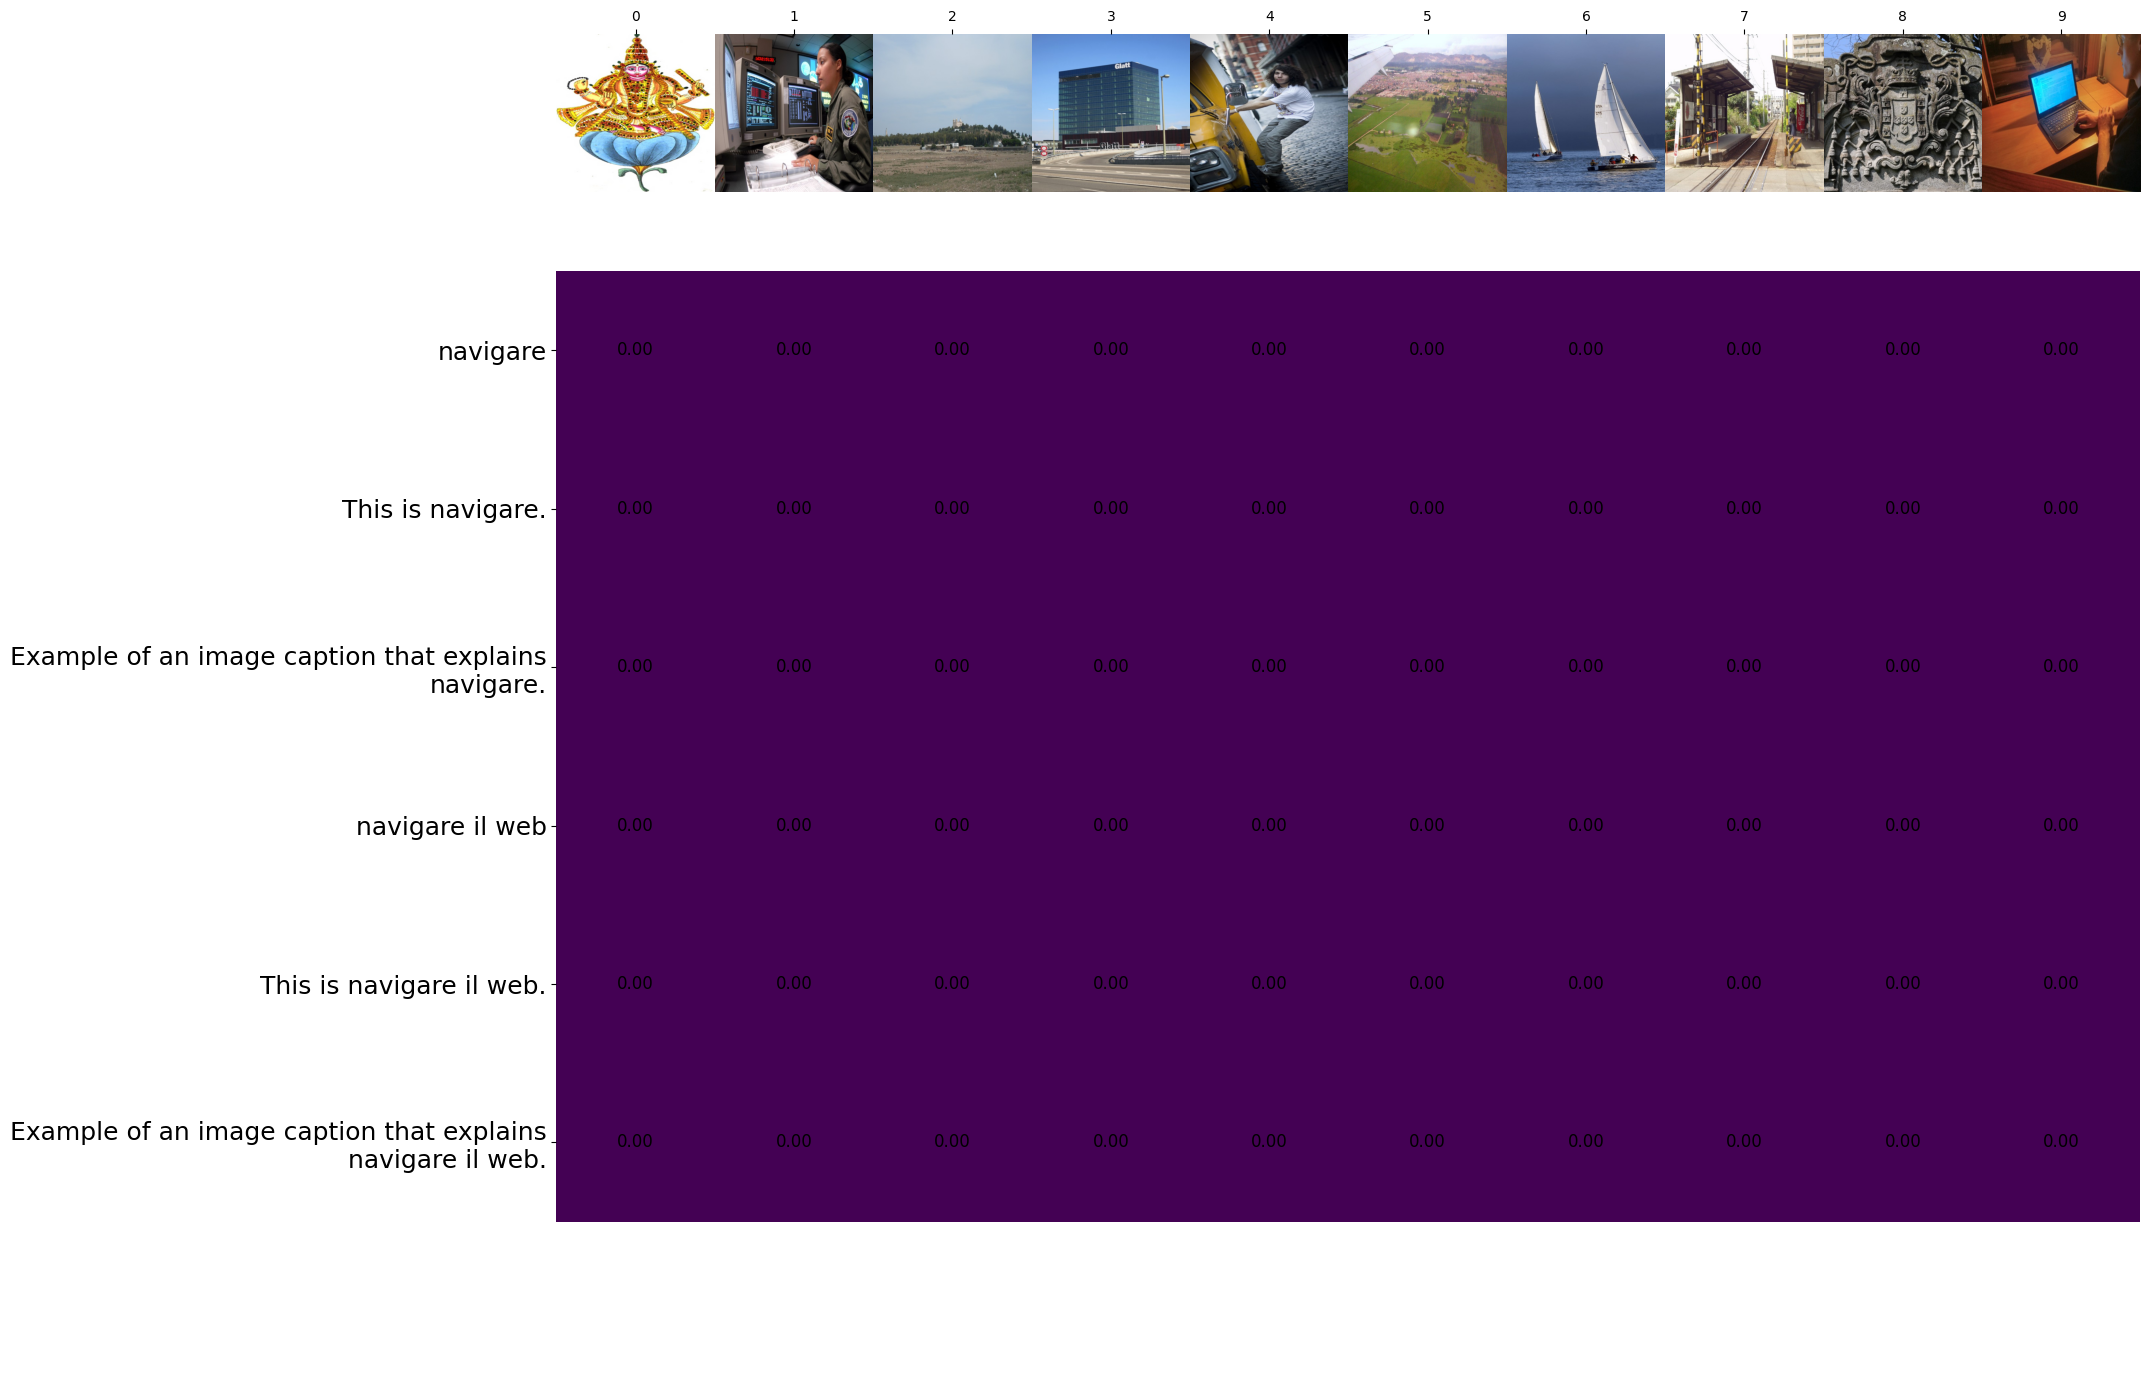 0 1 2 3 4 5 6 7 8 9
Glatt
navigare 0.00 0.00 0.00 0.00 0.00 0.00 0.00 0.00 0.00 0.00
This is navigare. 0.00 0.00 0.00 0.00 0.00 0.00 0.00 0.00 0.00 0.00
Example of an image caption that explains
navigare. 0.00 0.00 0.00 0.00 0.00 0.00 0.00 0.00 0.00 0.00
navigare il web 0.00 0.00 0.00 0.00 0.00 0.00 0.00 0.00 0.00 0.00
This is navigare il web. 0.00 0.00 0.00 0.00 0.00 0.00 0.00 0.00 0.00 0.00
Example of an image caption that explains
navigare il web. 0.00 0.00 0.00 0.00 0.00 0.00 0.00 0.00 0.00 0.00